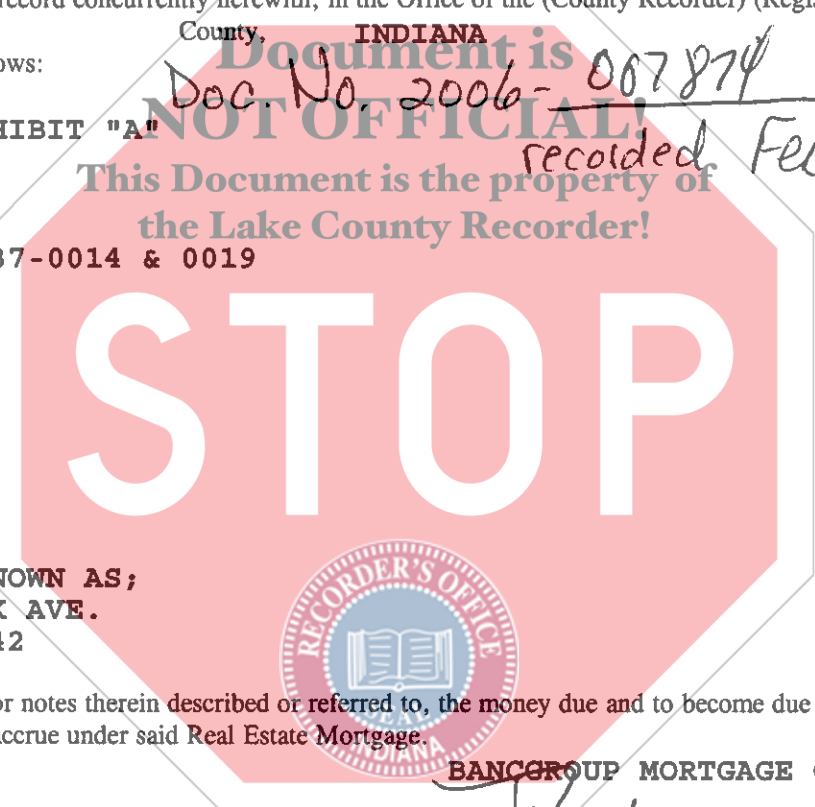 record concurrently herewith, in the Office of the (County Recorder)
County, INDIANA
ows:
Document is
Doc. No. 2006-007874
HIBIT "A"
NOT OFFICIAL!
recorded
This Document is the property of
the Lake County Recorder!
37-0014 & 0019
STOP
NOWN AS;
K AVE.
42
RECORDER'S OFFICE
SEAL
INDIANA
or notes therein described or referred to, the money due and to become due
accrue under said Real Estate Mortgage.
BANCGROUP MORTGAGE